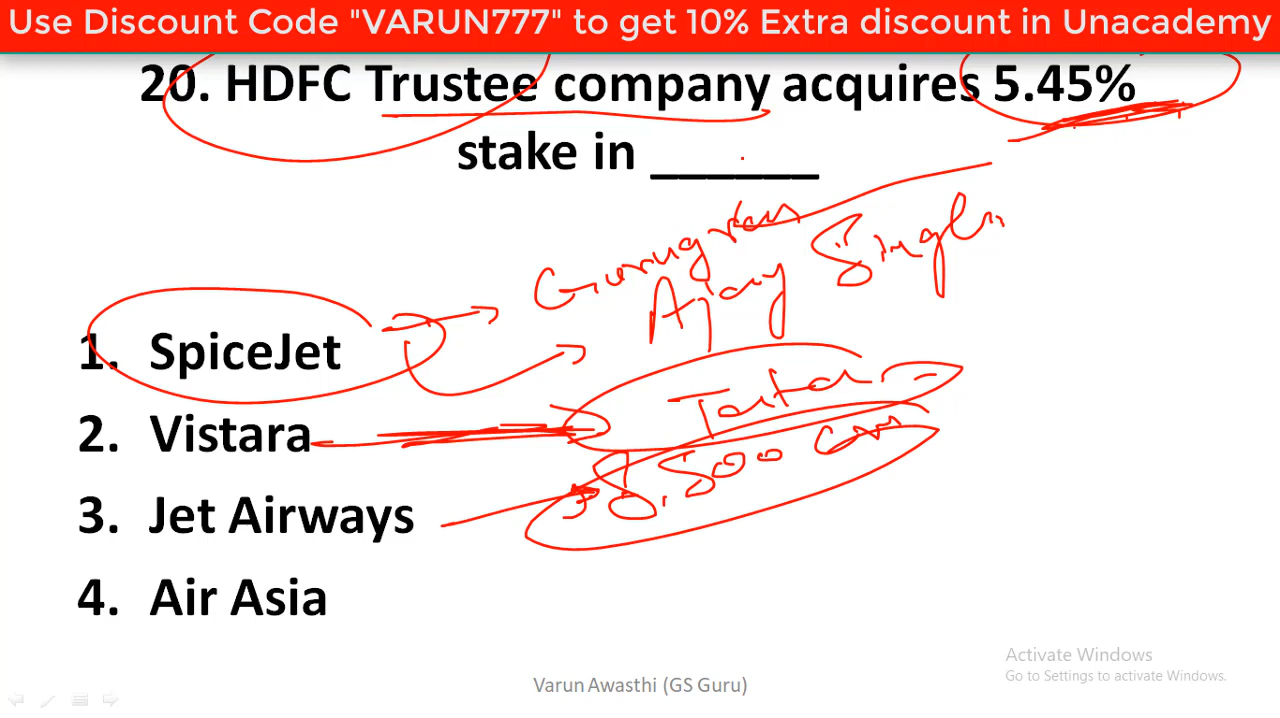 Use Discount Code "VARUN777" to get 10% Extra discount in Unacademy
20. HDFC Trustee company acquires 5.45%
stake in ______
Gurugram
Ajay Singh
1. SpiceJet
Tata
2. Vistara
8,500
3. Jet Airways
4. Air Asia
Activate Windows
Go to Settings to activate Windows.
Varun Awasthi (GS Guru)